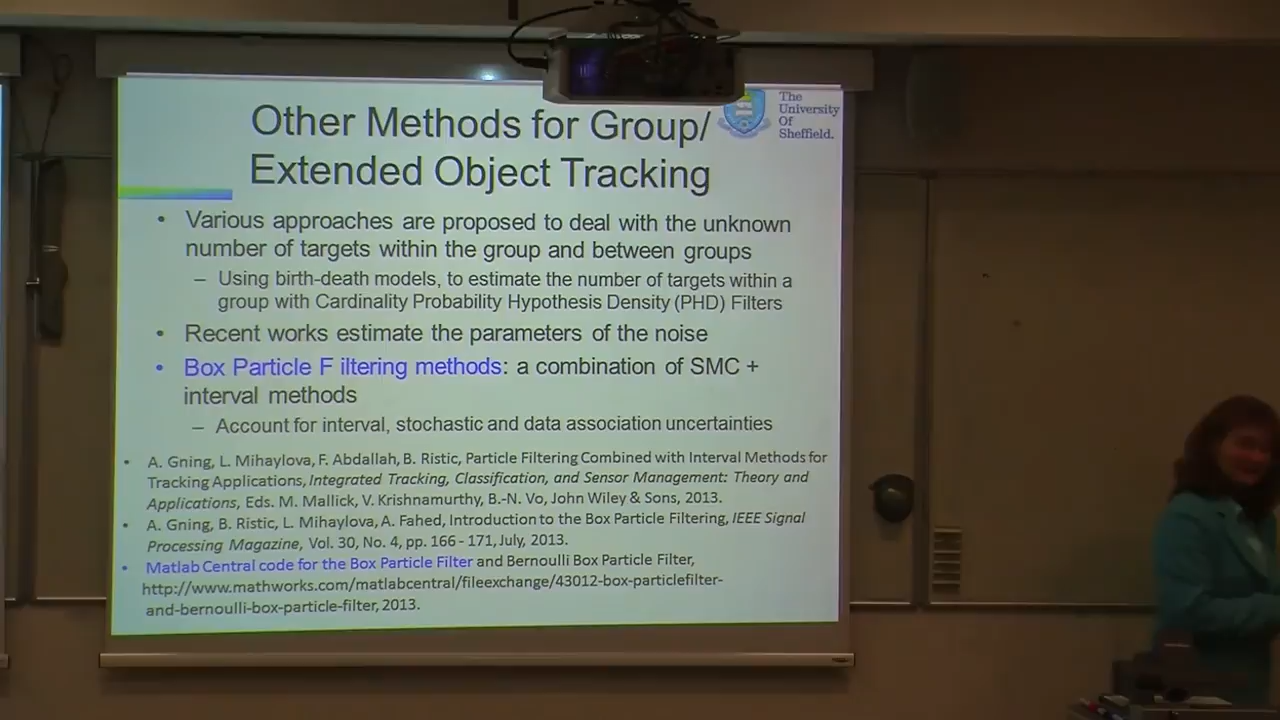 Other Methods for Group/
Extended Object Tracking
The
University
Of
Sheffield.
• Various approaches are proposed to deal with the unknown
number of targets within the group and between groups
– Using birth-death models, to estimate the number of targets within a
group with Cardinality Probability Hypothesis Density (PHD) Filters
• Recent works estimate the parameters of the noise
• Box Particle F iltering methods: a combination of SMC +
interval methods
– Account for interval, stochastic and data association uncertainties
• A. Gning, L. Mihaylova, F. Abdallah, B. Ristic, Particle Filtering Combined with Interval Methods for
Tracking Applications, Integrated Tracking, Classification, and Sensor Management: Theory and
Applications, Eds. M. Mallick, V. Krishnamurthy, B.-N. Vo, John Wiley & Sons, 2013.
• A. Gning, B. Ristic, L. Mihaylova, A. Fahed, Introduction to the Box Particle Filtering, IEEE Signal
Processing Magazine, Vol. 30, No. 4, pp. 166 - 171, July, 2013.
• Matlab Central code for the Box Particle Filter and Bernoulli Box Particle Filter,
http://www.mathworks.com/matlabcentral/fileexchange/43012-box-particlefilter-
and-bernoulli-box-particle-filter, 2013.